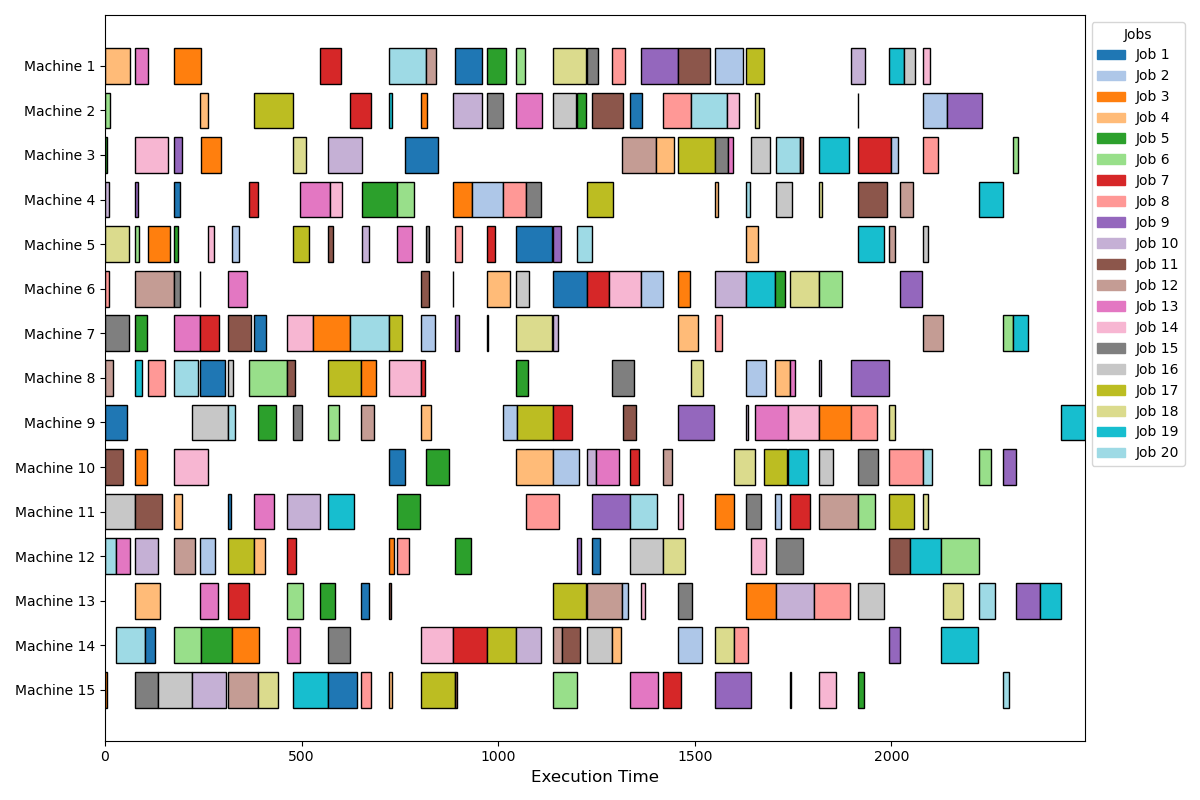 Machine 1
Machine 2
Machine 3
Machine 4
Machine 5
Machine 6
Machine 7
Machine 8
Machine 9
Machine 10
Machine 11
Machine 12
Machine 13
Machine 14
Machine 15
0 500 1000 1500 2000
Execution Time
Jobs
Job 1
Job 2
Job 3
Job 4
Job 5
Job 6
Job 7
Job 8
Job 9
Job 10
Job 11
Job 12
Job 13
Job 14
Job 15
Job 16
Job 17
Job 18
Job 19
Job 20